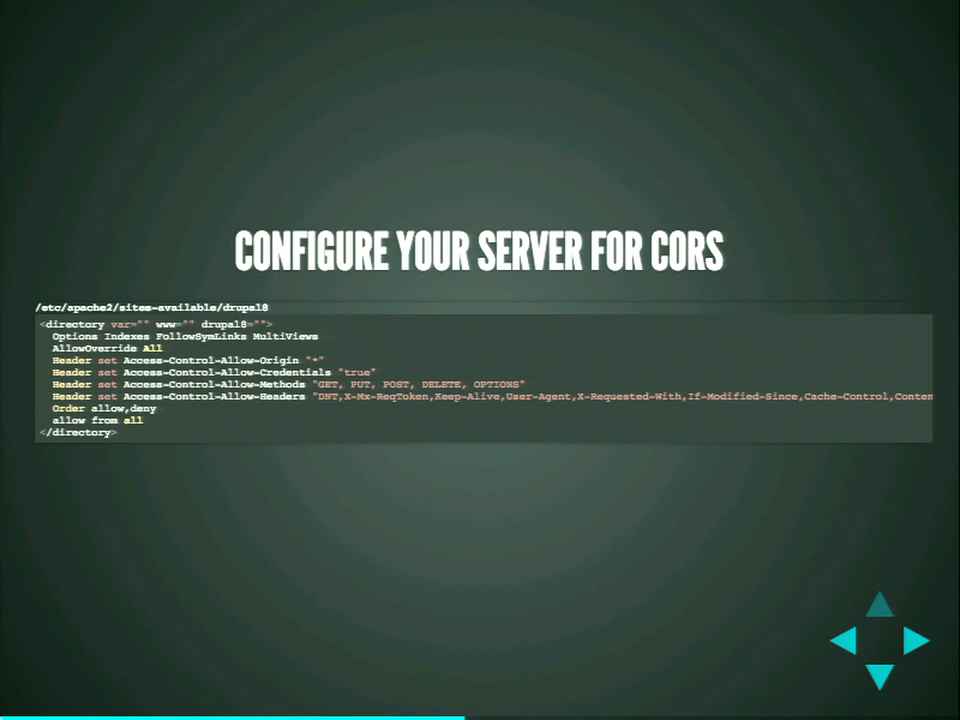 CONFIGURE YOUR SERVER FOR CORS
/etc/apache2/sites-available/drupal8
<directory var="" www="" drupal8="">
  Options Indexes FollowSymLinks MultiViews
  AllowOverride All
  Header set Access-Control-Allow-Origin "*"
  Header set Access-Control-Allow-Credentials "true"
  Header set Access-Control-Allow-Methods "GET, PUT, POST, DELETE, OPTIONS"
  Header set Access-Control-Allow-Headers "DNT,X-Mx-ReqToken,Keep-Alive,User-Agent,X-Requested-With,If-Modified-Since,Cache-Control,Conten
  Order allow,deny
  allow from all
</directory>